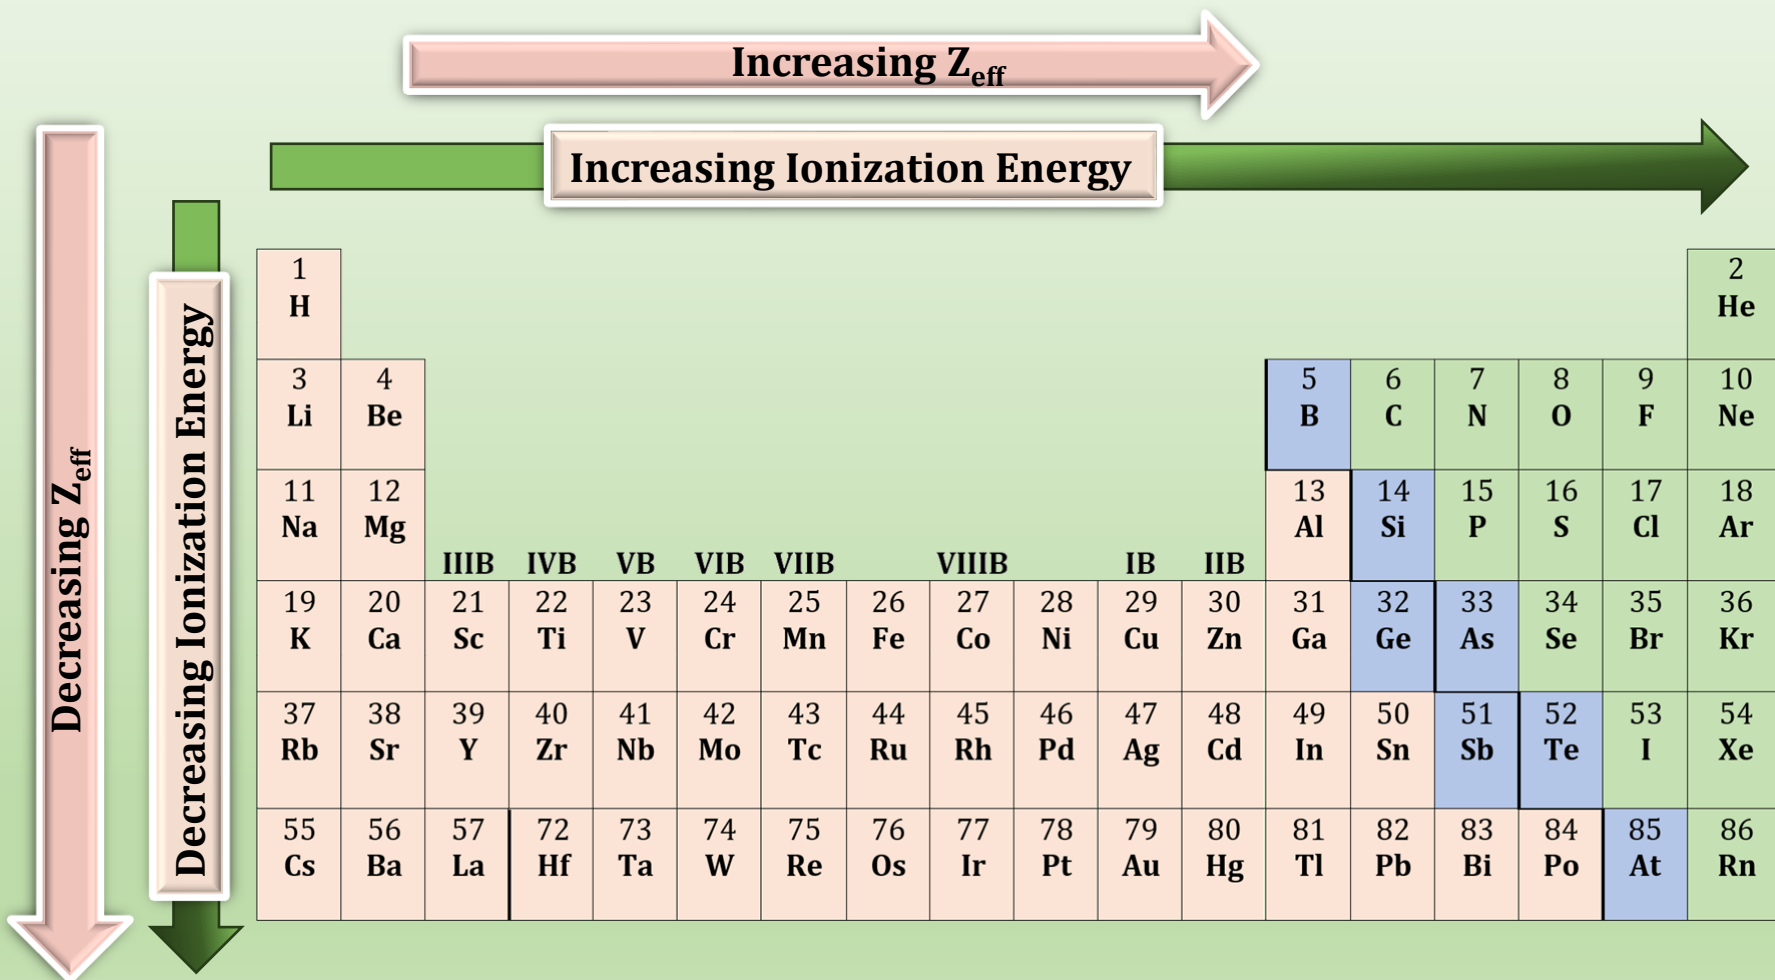 Increasing Zeff
Increasing Ionization Energy
Decreasing Zeff
Decreasing Ionization Energy
1 2
H He
3 4 5 6 7 8 9 10
Li Be B C N O F Ne
11 12 13 14 15 16 17 18
Na Mg Al Si P S Cl Ar
IIIB IVB VB VIB VIIB VIIIB IB IIB
19 20 21 22 23 24 25 26 27 28 29 30 31 32 33 34 35 36
K Ca Sc Ti V Cr Mn Fe Co Ni Cu Zn Ga Ge As Se Br Kr
37 38 39 40 41 42 43 44 45 46 47 48 49 50 51 52 53 54
Rb Sr Y Zr Nb Mo Tc Ru Rh Pd Ag Cd In Sn Sb Te I Xe
55 56 57 72 73 74 75 76 77 78 79 80 81 82 83 84 85 86
Cs Ba La Hf Ta W Re Os Ir Pt Au Hg Tl Pb Bi Po At Rn